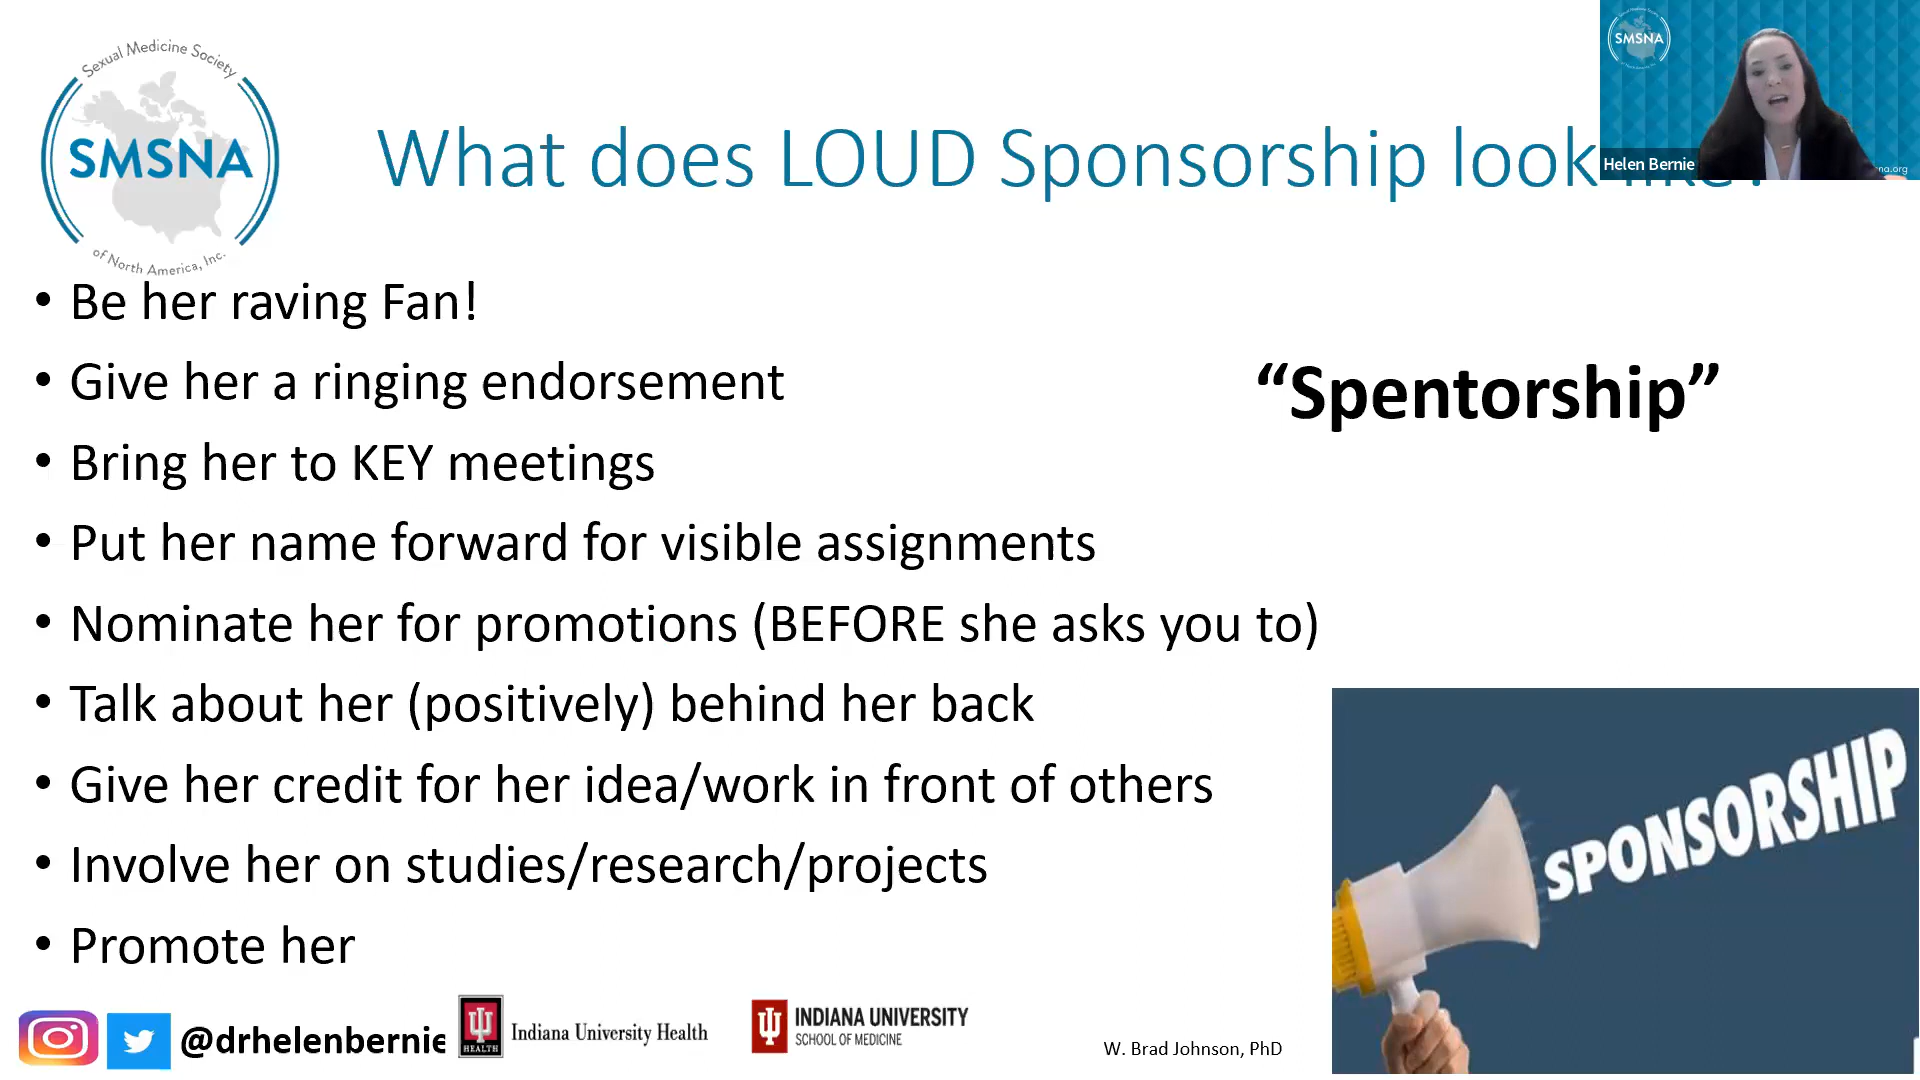 Sexual Medicine Society
SMSNA
of North America, Inc.
What does LOUD Sponsorship look like?
SMSNA
Helen Bernie
na.org
• Be her raving Fan!
• Give her a ringing endorsement
• Bring her to KEY meetings
• Put her name forward for visible assignments
• Nominate her for promotions (BEFORE she asks you to)
• Talk about her (positively) behind her back
• Give her credit for her idea/work in front of others
• Involve her on studies/research/projects
• Promote her
“Spentorship”
SPONSORSHIP
@drhelenbernie
HEALTH
Indiana University Health
INDIANA UNIVERSITY
SCHOOL OF MEDICINE
W. Brad Johnson, PhD